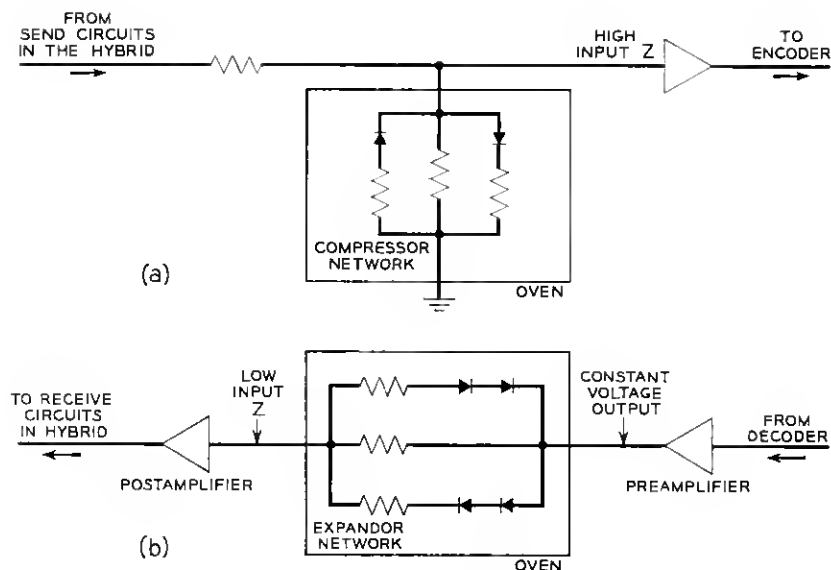 FROM
SEND CIRCUITS
IN THE HYBRID
HIGH
INPUT Z
TO
ENCODER
COMPRESSOR
NETWORK
OVEN
(a)
TO RECEIVE
CIRCUITS
IN HYBRID
LOW
INPUT
Z
CONSTANT
VOLTAGE
OUTPUT
FROM
DECODER
POSTAMPLIFIER
PREAMPLIFIER
EXPANDOR
NETWORK
OVEN
(b)